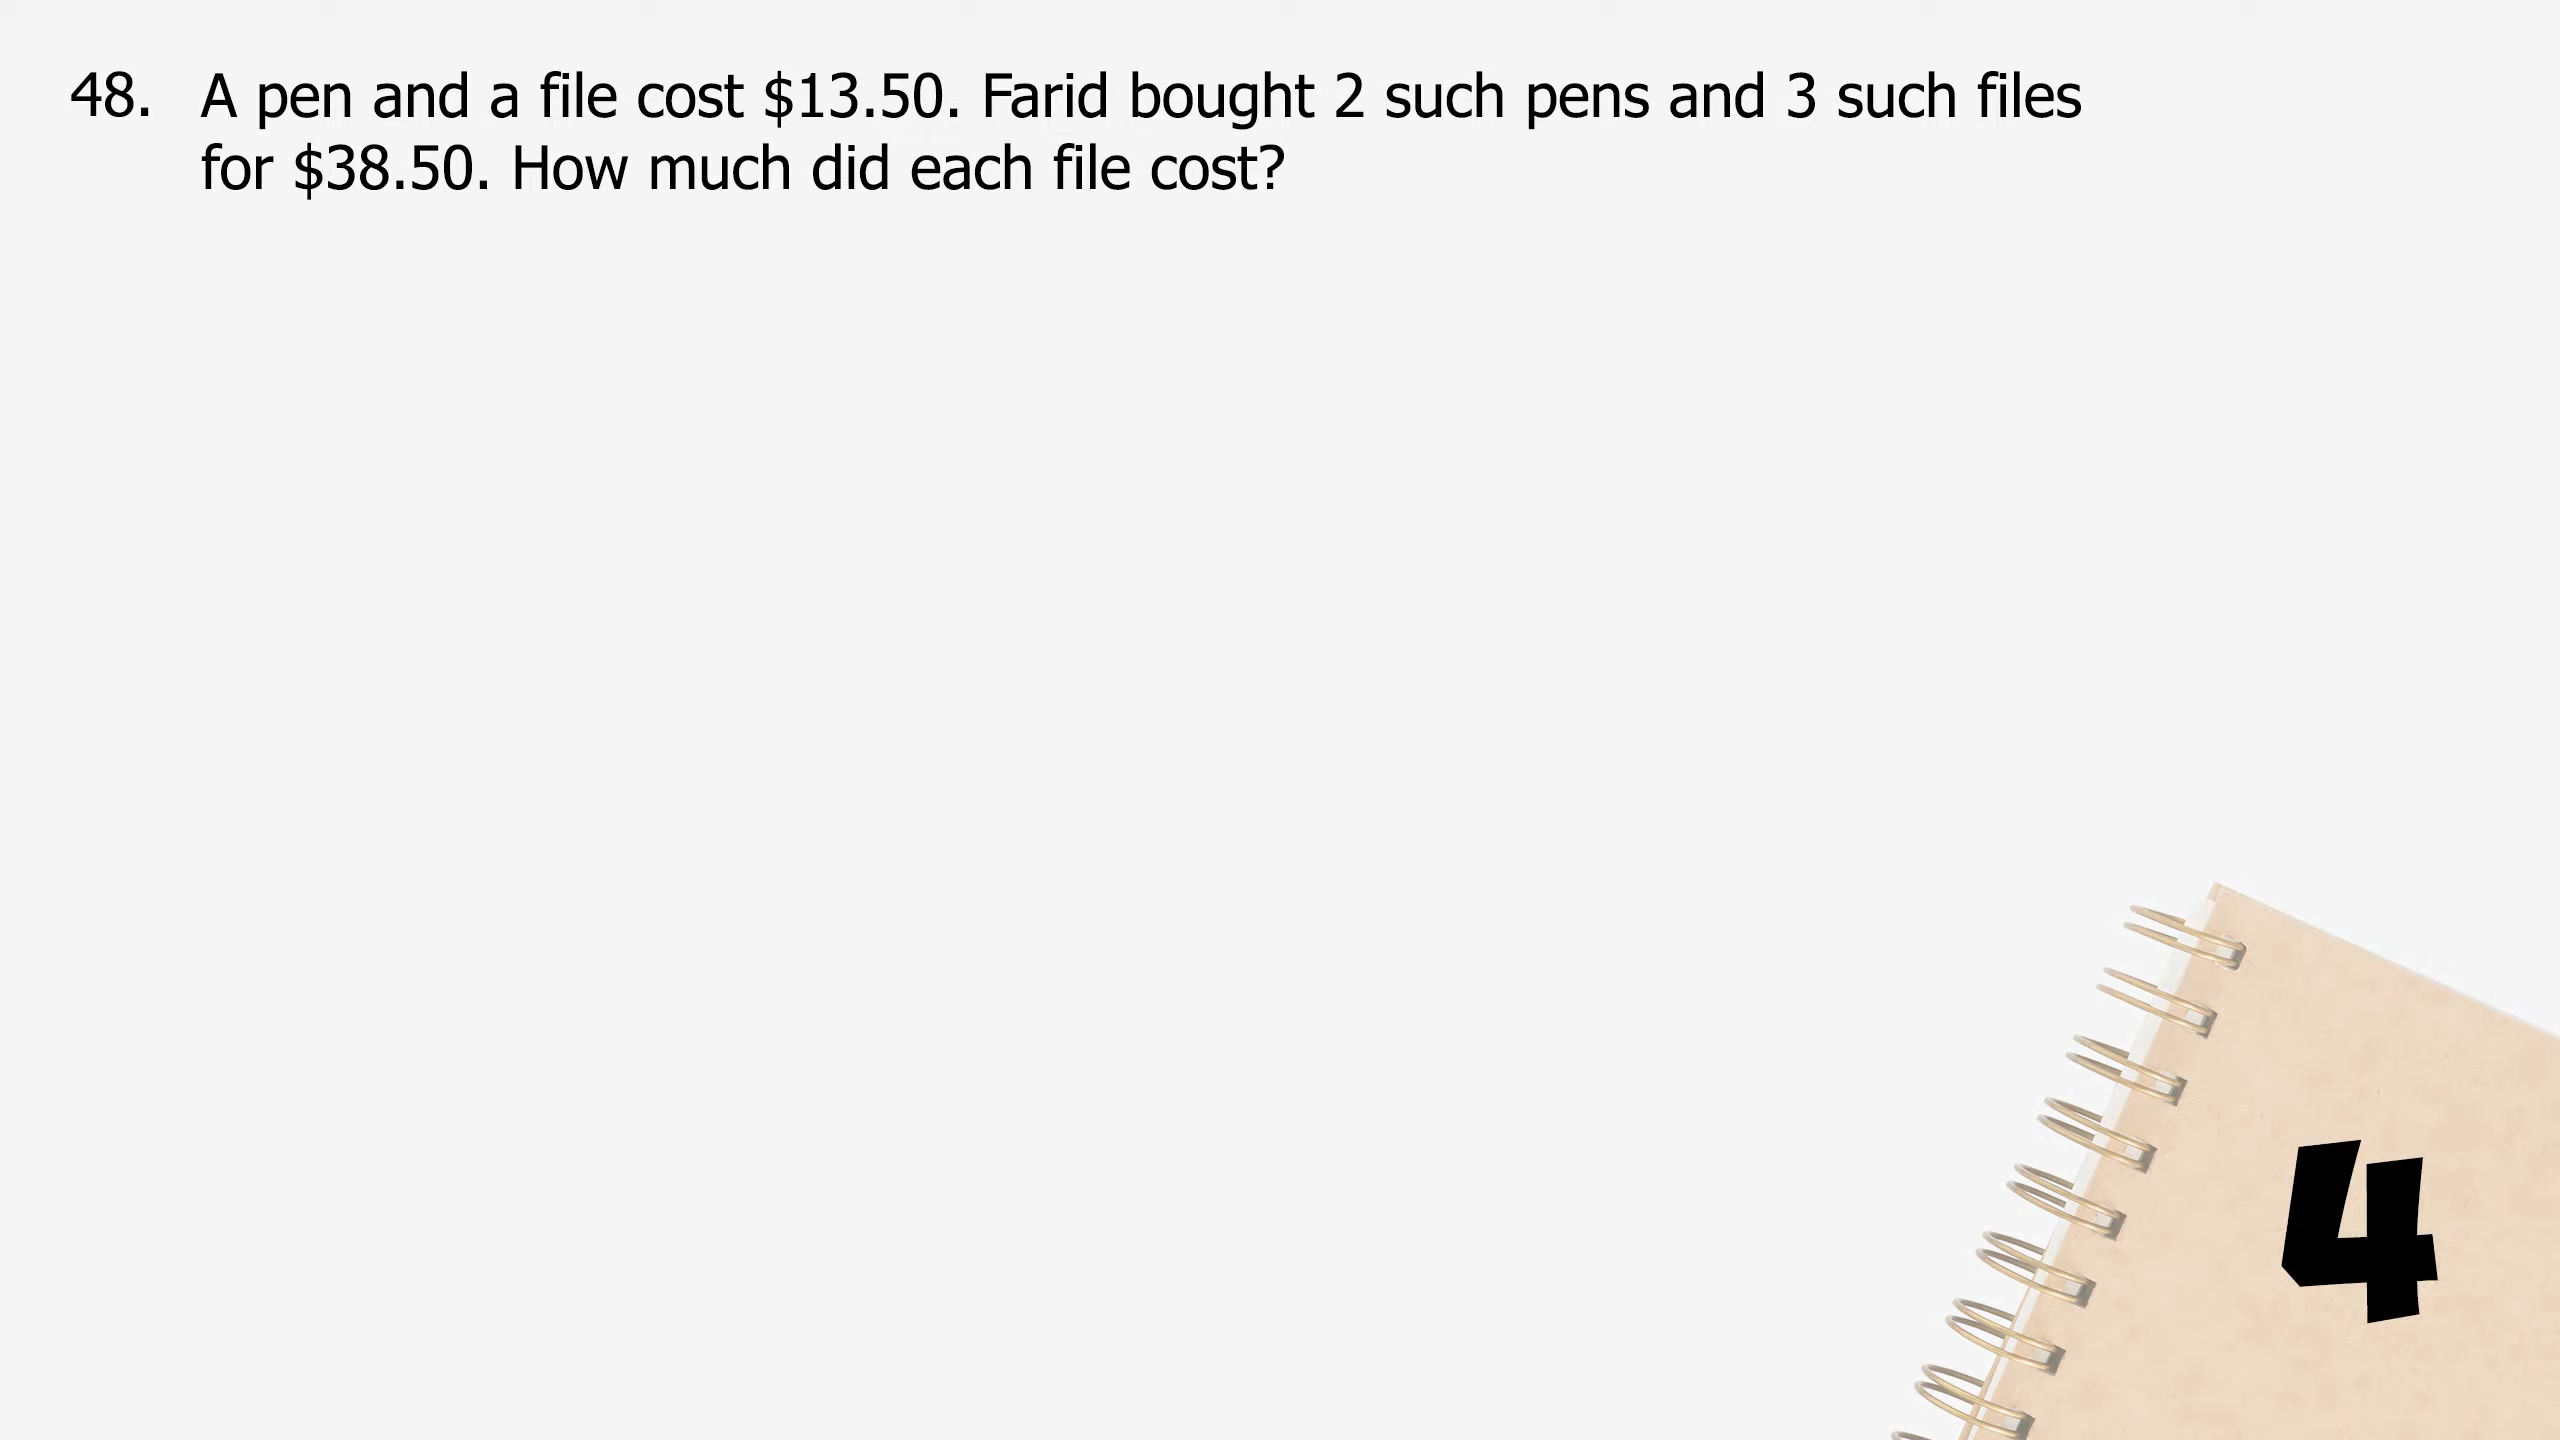 48. A pen and a file cost $13.50. Farid bought 2 such pens and 3 such files
for $38.50. How much did each file cost?
4